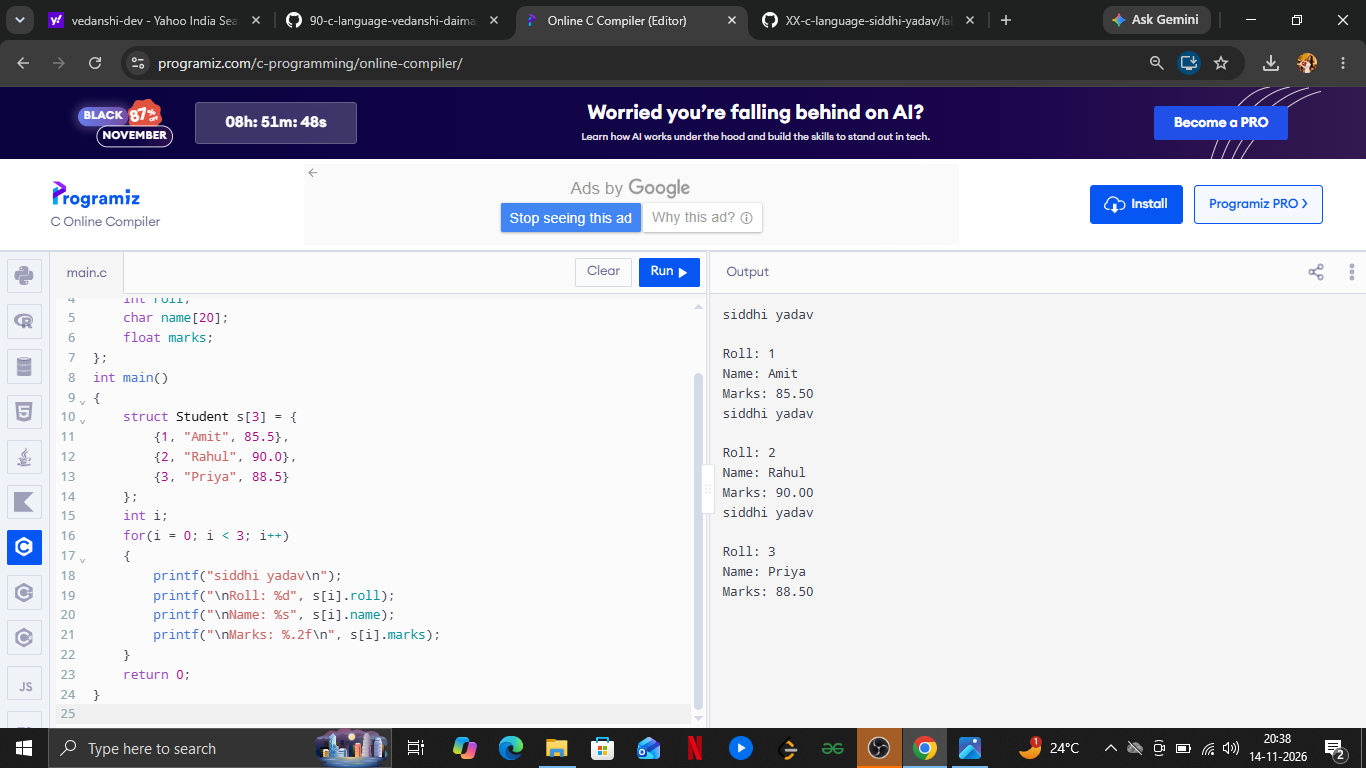 vedanshi-dev - Yahoo India Sea
90-c-language-vedanshi-daima
Online C Compiler (Editor)
XX-c-language-siddhi-yadav/la
Ask Gemini
programiz.com/c-programming/online-compiler/
BLACK 87% OFF
NOVEMBER
08h: 51m: 48s
Worried you’re falling behind on AI?
Learn how AI works under the hood and build the skills to stand out in tech.
Become a PRO
Programiz
C Online Compiler
Ads by Google
Stop seeing this ad
Why this ad?
Install
Programiz PRO
main.c
Clear
Run
Output
4 int roll;
5 char name[20];
6 float marks;
7 };
8 int main()
9 {
10 struct Student s[3] = {
11 {1, "Amit", 85.5},
12 {2, "Rahul", 90.0},
13 {3, "Priya", 88.5}
14 };
15 int i;
16 for(i = 0; i < 3; i++)
17 {
18 printf("siddhi yadav\n");
19 printf("\nRoll: %d", s[i].roll);
20 printf("\nName: %s", s[i].name);
21 printf("\nMarks: %.2f\n", s[i].marks);
22 }
23 return 0;
24 }
25
siddhi yadav
Roll: 1
Name: Amit
Marks: 85.50
siddhi yadav
Roll: 2
Name: Rahul
Marks: 90.00
siddhi yadav
Roll: 3
Name: Priya
Marks: 88.50
JS
Type here to search
1
24°C
20:38
14-11-2026
2